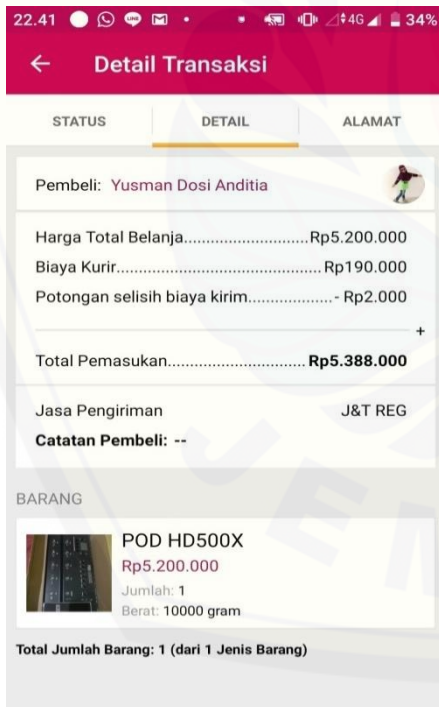 22.41 LINE 4G 34%
Detail Transaksi
STATUS DETAIL ALAMAT
Pembeli: Yusman Dosi Anditia
Harga Total Belanja.............................Rp5.200.000
Biaya Kurir................................................Rp190.000
Potongan selisih biaya kirim...................- Rp2.000
+
Total Pemasukan................................Rp5.388.000
Jasa Pengiriman J&T REG
Catatan Pembeli: --
BARANG
POD HD500X
Rp5.200.000
Jumlah: 1
Berat: 10000 gram
Total Jumlah Barang: 1 (dari 1 Jenis Barang)
JEN